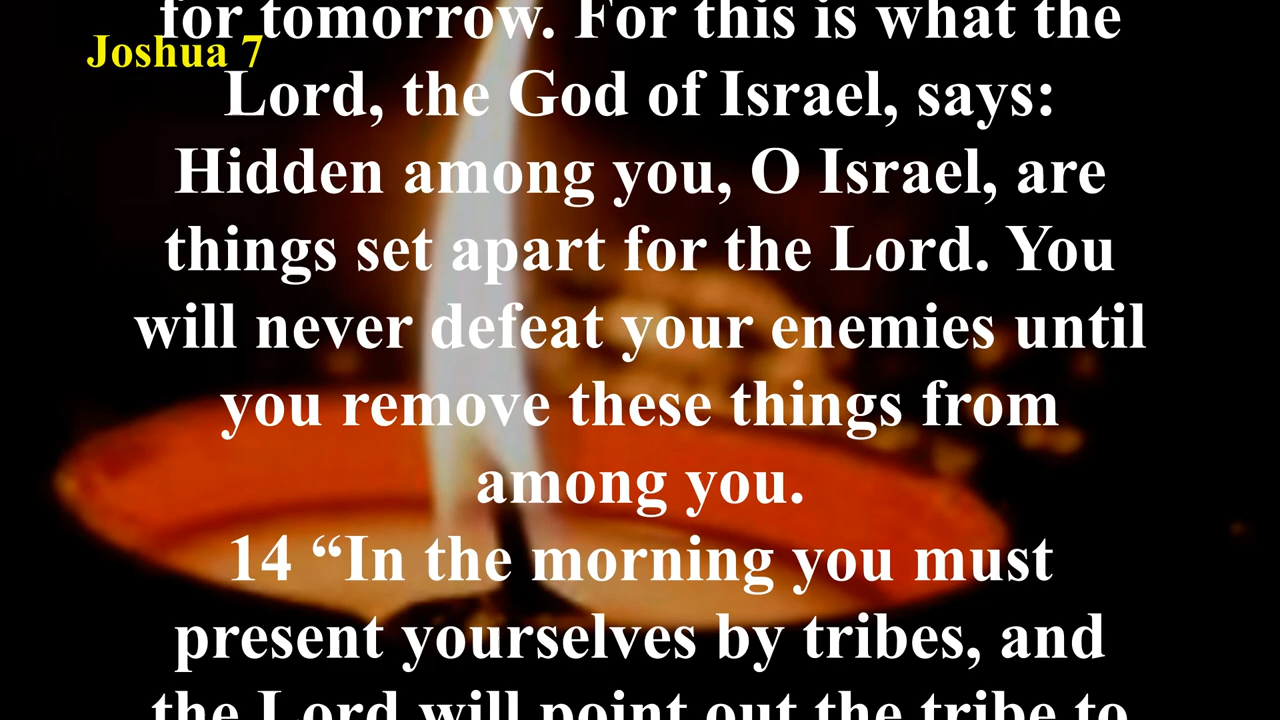 for tomorrow. For this is what the
Joshua 7
Lord, the God of Israel, says:
Hidden among you, O Israel, are
things set apart for the Lord. You
will never defeat your enemies until
you remove these things from
among you.
14 “In the morning you must
present yourselves by tribes, and
the Lord will point out the tribe to